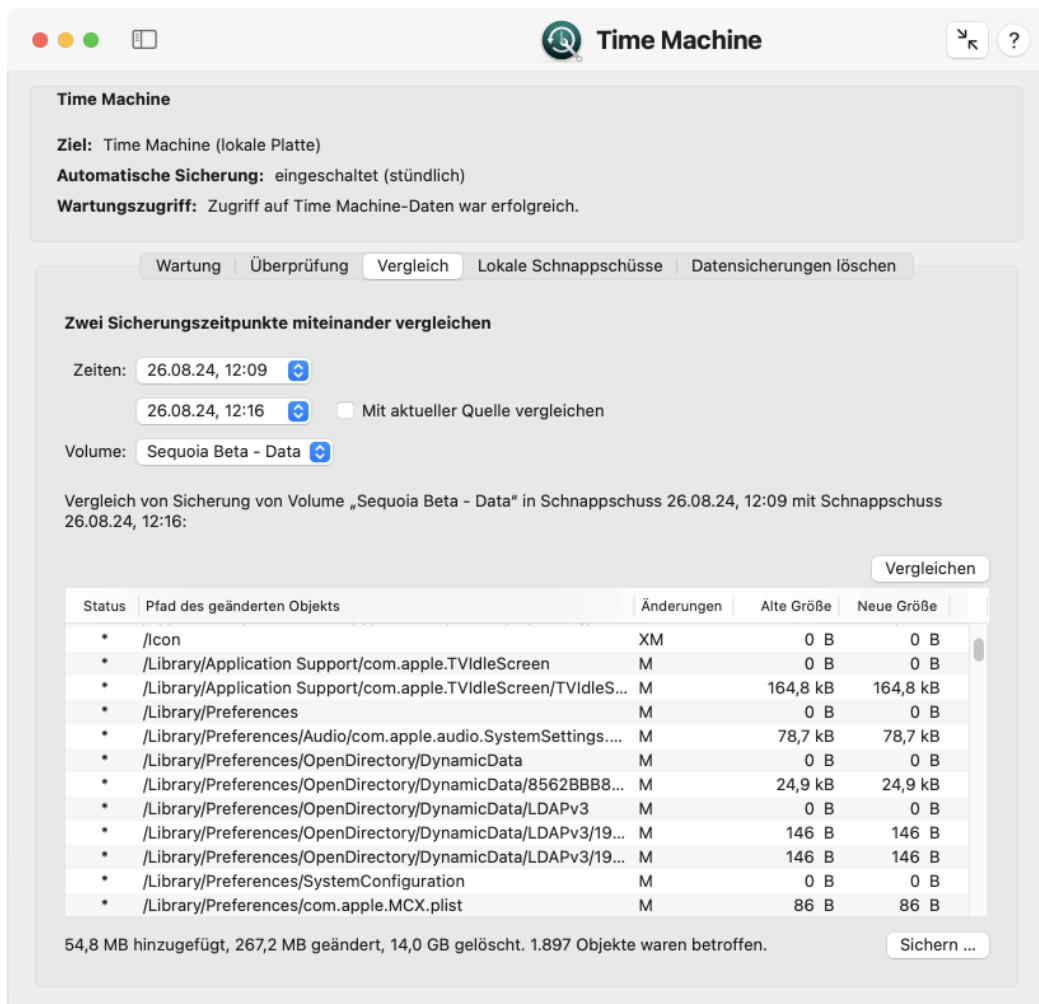 Time Machine
?
Time Machine
Ziel: Time Machine (lokale Platte)
Automatische Sicherung: eingeschaltet (stündlich)
Wartungszugriff: Zugriff auf Time Machine-Daten war erfolgreich.
Wartung Überprüfung Vergleich Lokale Schnappschüsse Datensicherungen löschen
Zwei Sicherungszeitpunkte miteinander vergleichen
Zeiten: 26.08.24, 12:09
26.08.24, 12:16 Mit aktueller Quelle vergleichen
Volume: Sequoia Beta - Data
Vergleich von Sicherung von Volume „Sequoia Beta - Data“ in Schnappschuss 26.08.24, 12:09 mit Schnappschuss
26.08.24, 12:16:
Vergleichen
Status Pfad des geänderten Objekts Änderungen Alte Größe Neue Größe
* /Icon XM 0 B 0 B
* /Library/Application Support/com.apple.TVIdleScreen M 0 B 0 B
* /Library/Application Support/com.apple.TVIdleScreen/TVIdleS... M 164,8 kB 164,8 kB
* /Library/Preferences M 0 B 0 B
* /Library/Preferences/Audio/com.apple.audio.SystemSettings.... M 78,7 kB 78,7 kB
* /Library/Preferences/OpenDirectory/DynamicData M 0 B 0 B
* /Library/Preferences/OpenDirectory/DynamicData/8562BBB8... M 24,9 kB 24,9 kB
* /Library/Preferences/OpenDirectory/DynamicData/LDAPv3 M 0 B 0 B
* /Library/Preferences/OpenDirectory/DynamicData/LDAPv3/19... M 146 B 146 B
* /Library/Preferences/OpenDirectory/DynamicData/LDAPv3/19... M 146 B 146 B
* /Library/Preferences/SystemConfiguration M 0 B 0 B
* /Library/Preferences/com.apple.MCX.plist M 86 B 86 B
54,8 MB hinzugefügt, 267,2 MB geändert, 14,0 GB gelöscht. 1.897 Objekte waren betroffen. Sichern ...